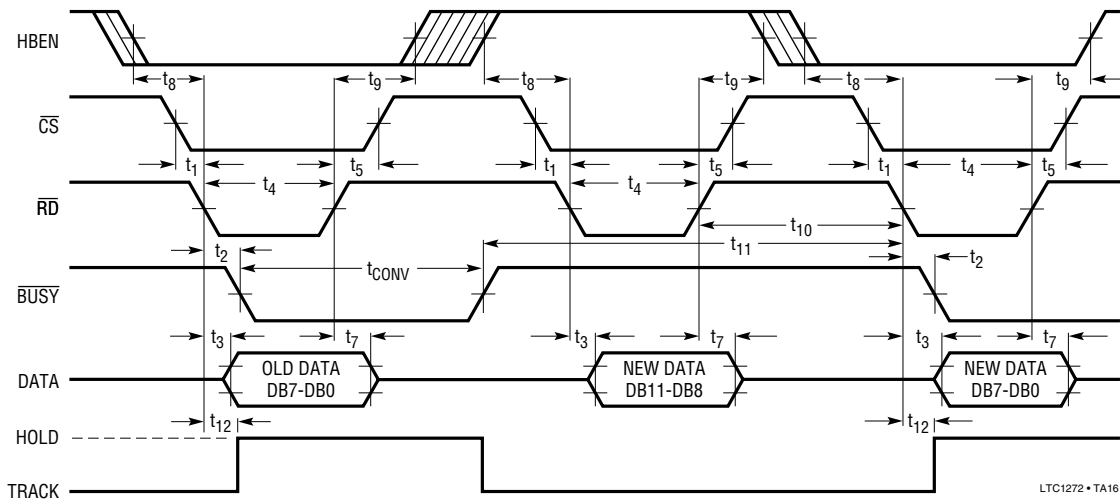 HBEN
t8 t9 t8 t9 t8 t9
CS
t1 t5 t1 t5 t1 t5
t4 t4 t4
RD
t10
t2 t11 t2
tCONV
BUSY
t3 t7 t3 t7 t3 t7
OLD DATA
DB7-DB0
NEW DATA
DB11-DB8
NEW DATA
DB7-DB0
DATA
t12 t12
HOLD
TRACK
LTC1272 • TA16